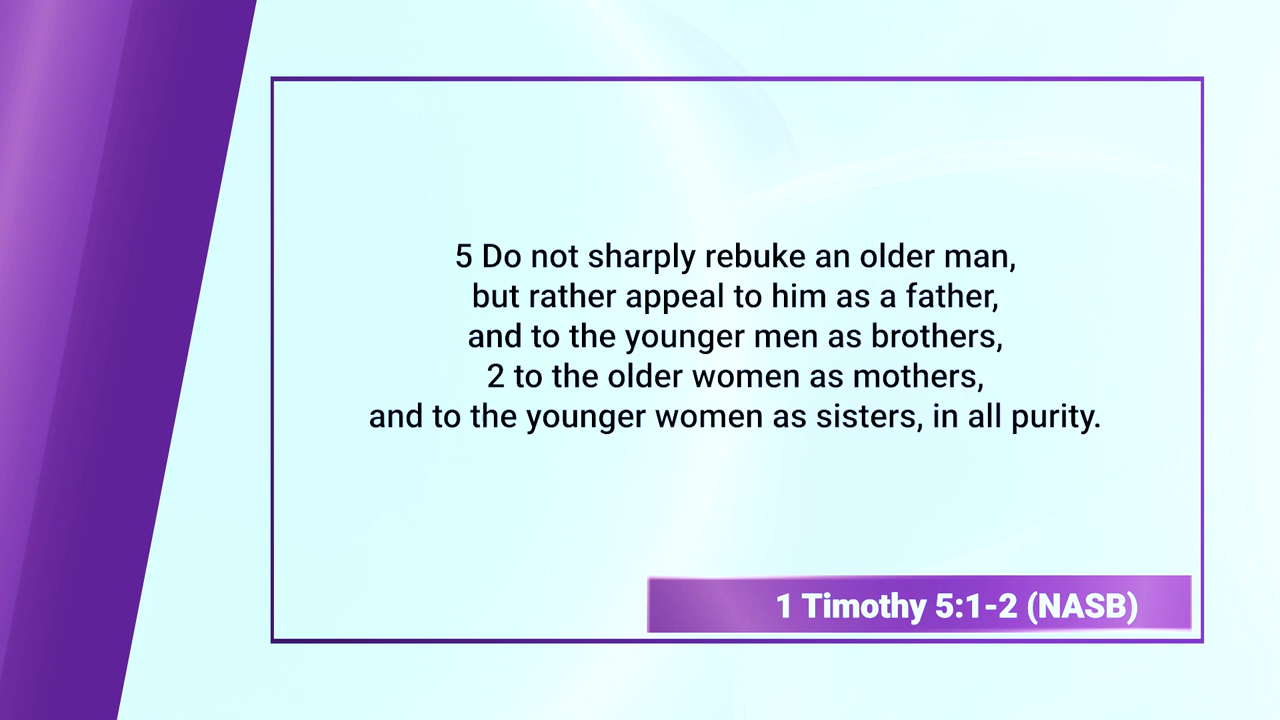 5 Do not sharply rebuke an older man,
but rather appeal to him as a father,
and to the younger men as brothers,
2 to the older women as mothers,
and to the younger women as sisters, in all purity.
1 Timothy 5:1-2 (NASB)